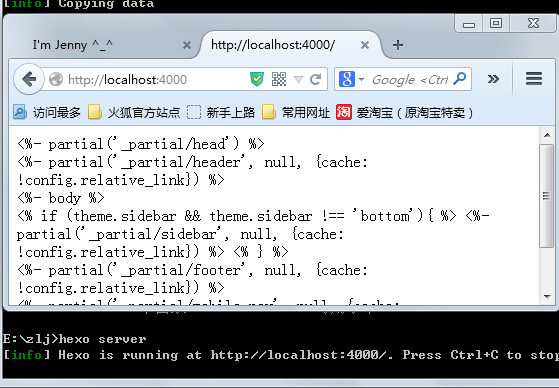 [info] Copying data
I'm Jenny ^_^
http://localhost:4000/
http://localhost:4000
Google <Ctrl
访问最多 火狐官方站点 新手上路 常用网址 爱淘宝（原淘宝特卖）
<%- partial('_partial/head') %>
<%- partial('_partial/header', null, {cache:
!config.relative_link}) %>
<%- body %>
<% if (theme.sidebar && theme.sidebar !== 'bottom'){ %> <%-
partial('_partial/sidebar', null, {cache:
!config.relative_link}) %> <% } %>
<%- partial('_partial/footer', null, {cache:
!config.relative_link}) %>
E:\zlj>hexo server
[info] Hexo is running at http://localhost:4000/. Press Ctrl+C to stop